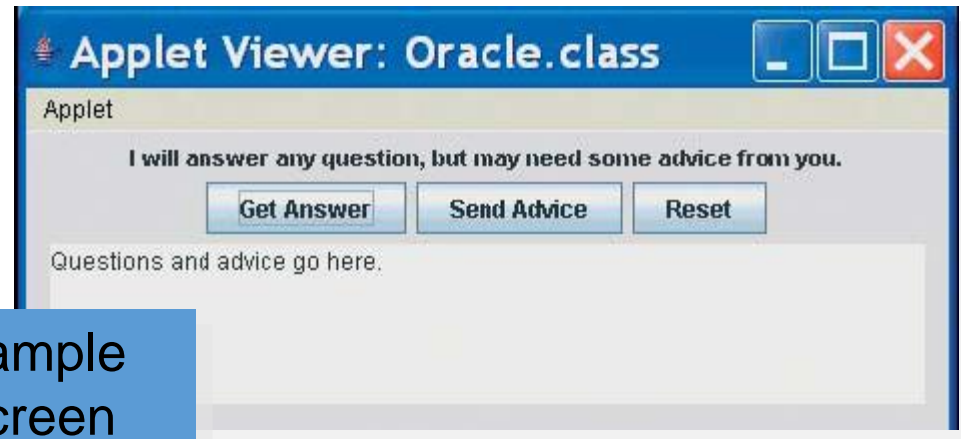 Applet Viewer: Oracle.class
Applet
I will answer any question, but may need some advice from you.
Get Answer Send Advice Reset
Questions and advice go here.